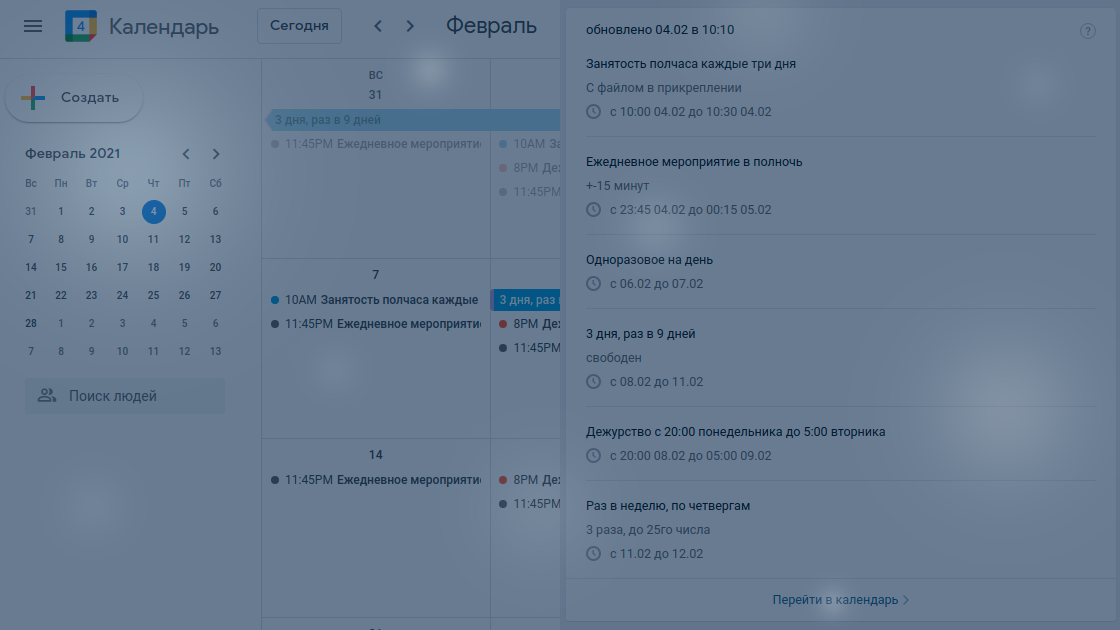 4 Календарь
Сегодня
Февраль
Создать
Февраль 2021
Вс Пн Вт Ср Чт Пт Сб
31 1 2 3 4 5 6
7 8 9 10 11 12 13
14 15 16 17 18 19 20
21 22 23 24 25 26 27
28 1 2 3 4 5 6
7 8 9 10 11 12 13
Поиск людей
ВС
31
3 дня, раз в 9 дней
11:45PM Ежедневное мероприятие
10AM За
8PM Де
11:45PM
7
10AM Занятость полчаса каждые
3 дня, раз
11:45PM Ежедневное мероприятие
8PM Де
11:45PM
14
11:45PM Ежедневное мероприятие
8PM Де
11:45PM
обновлено 04.02 в 10:10
?
Занятость полчаса каждые три дня
С файлом в прикреплении
с 10:00 04.02 до 10:30 04.02
Ежедневное мероприятие в полночь
+-15 минут
с 23:45 04.02 до 00:15 05.02
Одноразовое на день
с 06.02 до 07.02
3 дня, раз в 9 дней
свободен
с 08.02 до 11.02
Дежурство с 20:00 понедельника до 5:00 вторника
с 20:00 08.02 до 05:00 09.02
Раз в неделю, по четвергам
3 раза, до 25го числа
с 11.02 до 12.02
Перейти в календарь